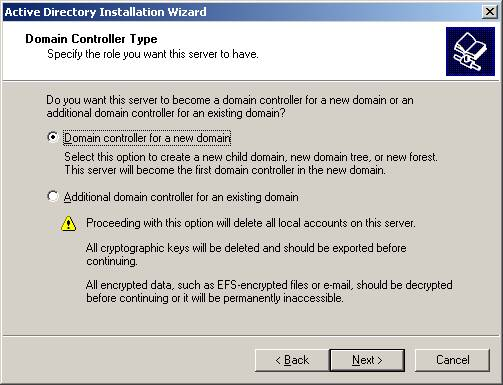 Active Directory Installation Wizard
Domain Controller Type
Specify the role you want this server to have.
Do you want this server to become a domain controller for a new domain or an
additional domain controller for an existing domain?
Domain controller for a new domain
Select this option to create a new child domain, new domain tree, or new forest.
This server will become the first domain controller in the new domain.
Additional domain controller for an existing domain
Proceeding with this option will delete all local accounts on this server.
All cryptographic keys will be deleted and should be exported before
continuing.
All encrypted data, such as EFS-encrypted files or e-mail, should be decrypted
before continuing or it will be permanently inaccessible.
< Back
Next >
Cancel